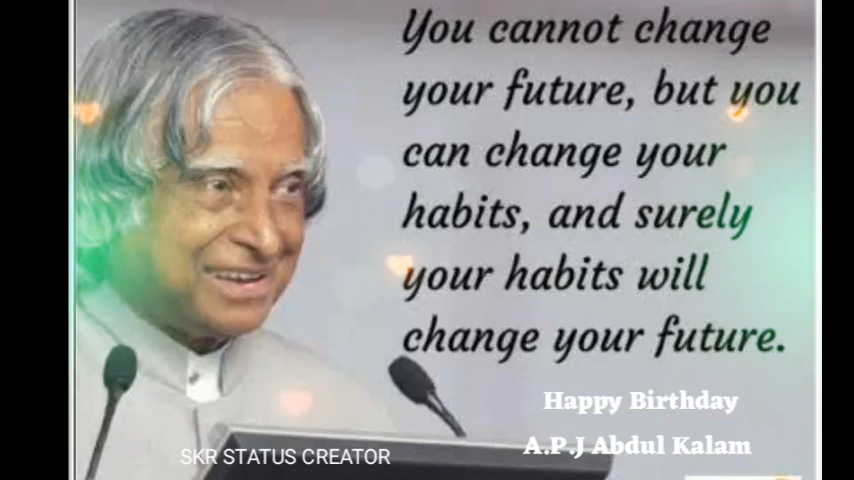 You cannot change
your future, but you
can change your
habits, and surely
your habits will
change your future.
Happy Birthday
A.P.J Abdul Kalam
SKR STATUS CREATOR